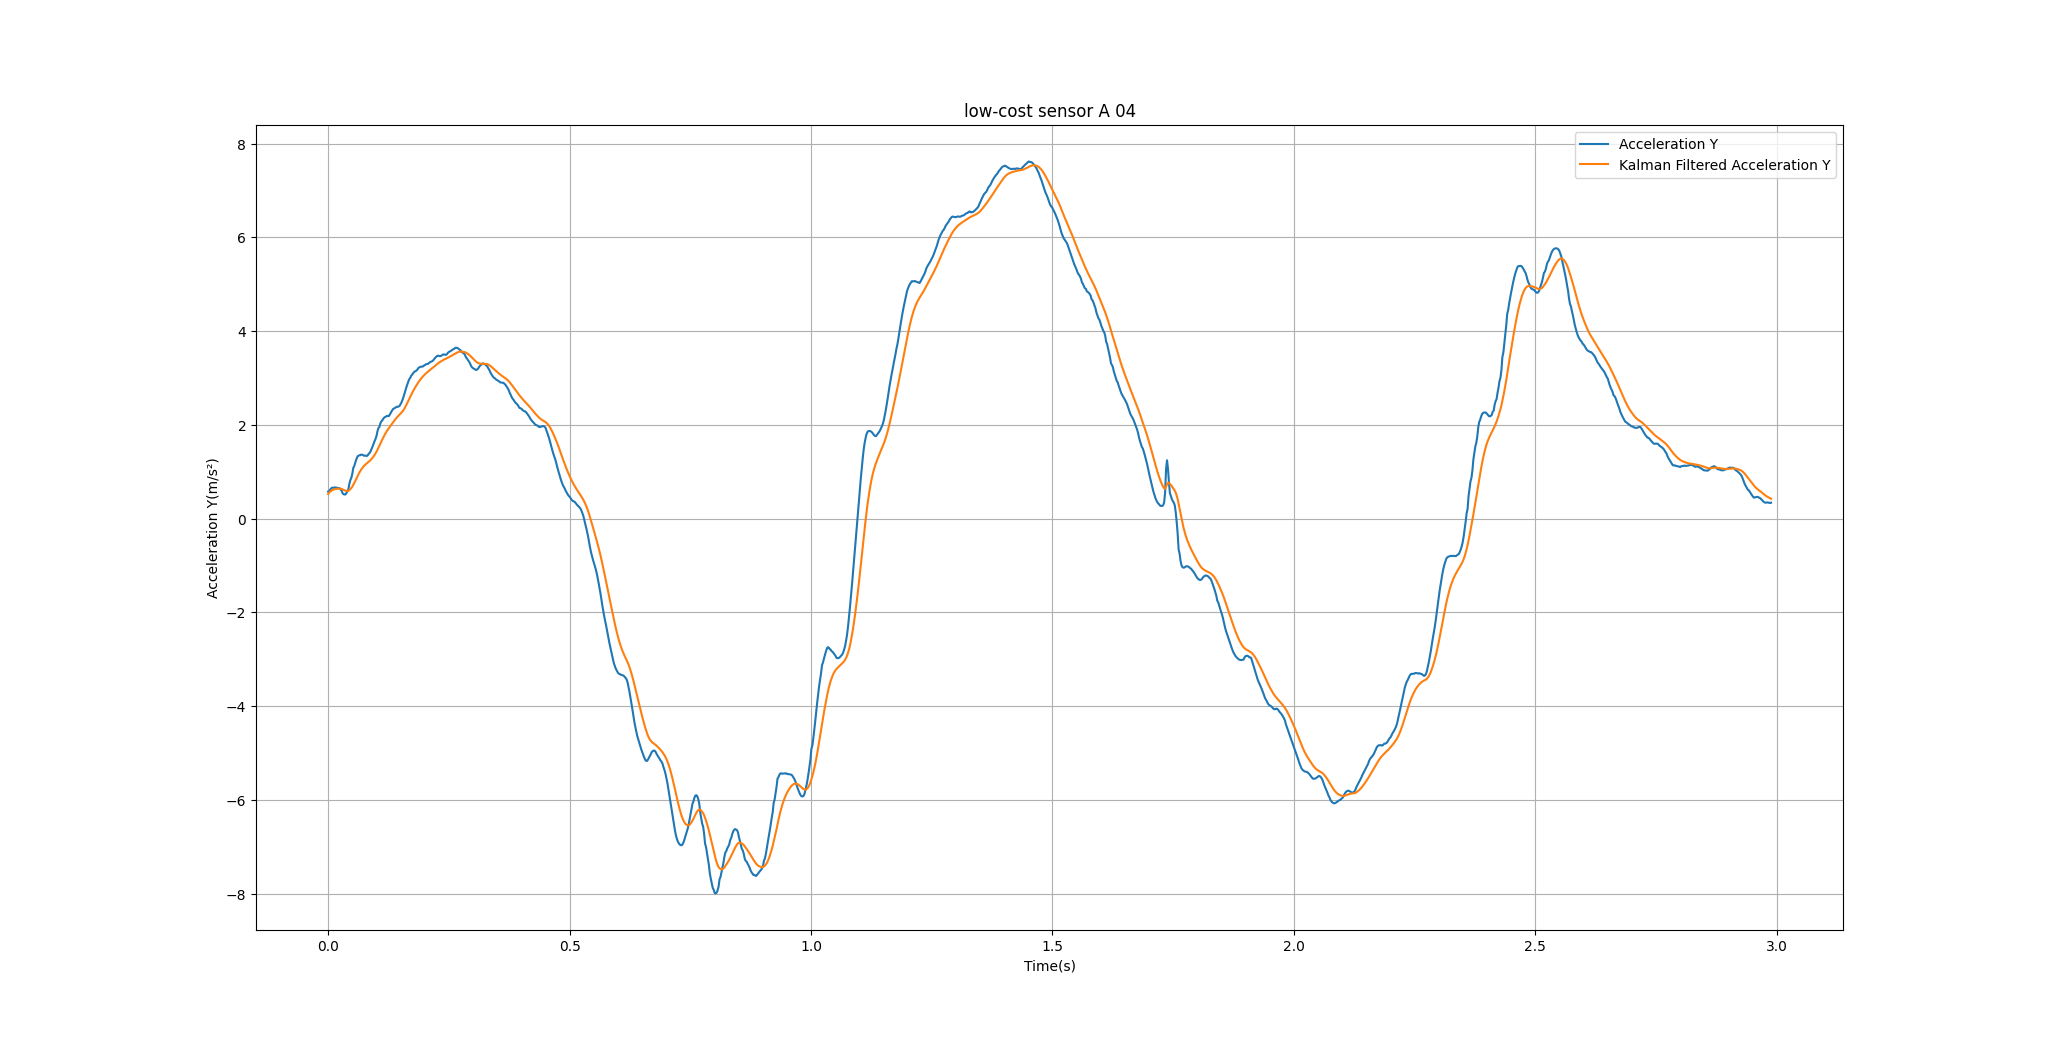 low-cost sensor A 04
Acceleration Y
Kalman Filtered Acceleration Y
8
6
4
2
0
−2
−4
−6
−8
Acceleration Y(m/s²)
0.0 0.5 1.0 1.5 2.0 2.5 3.0
Time(s)